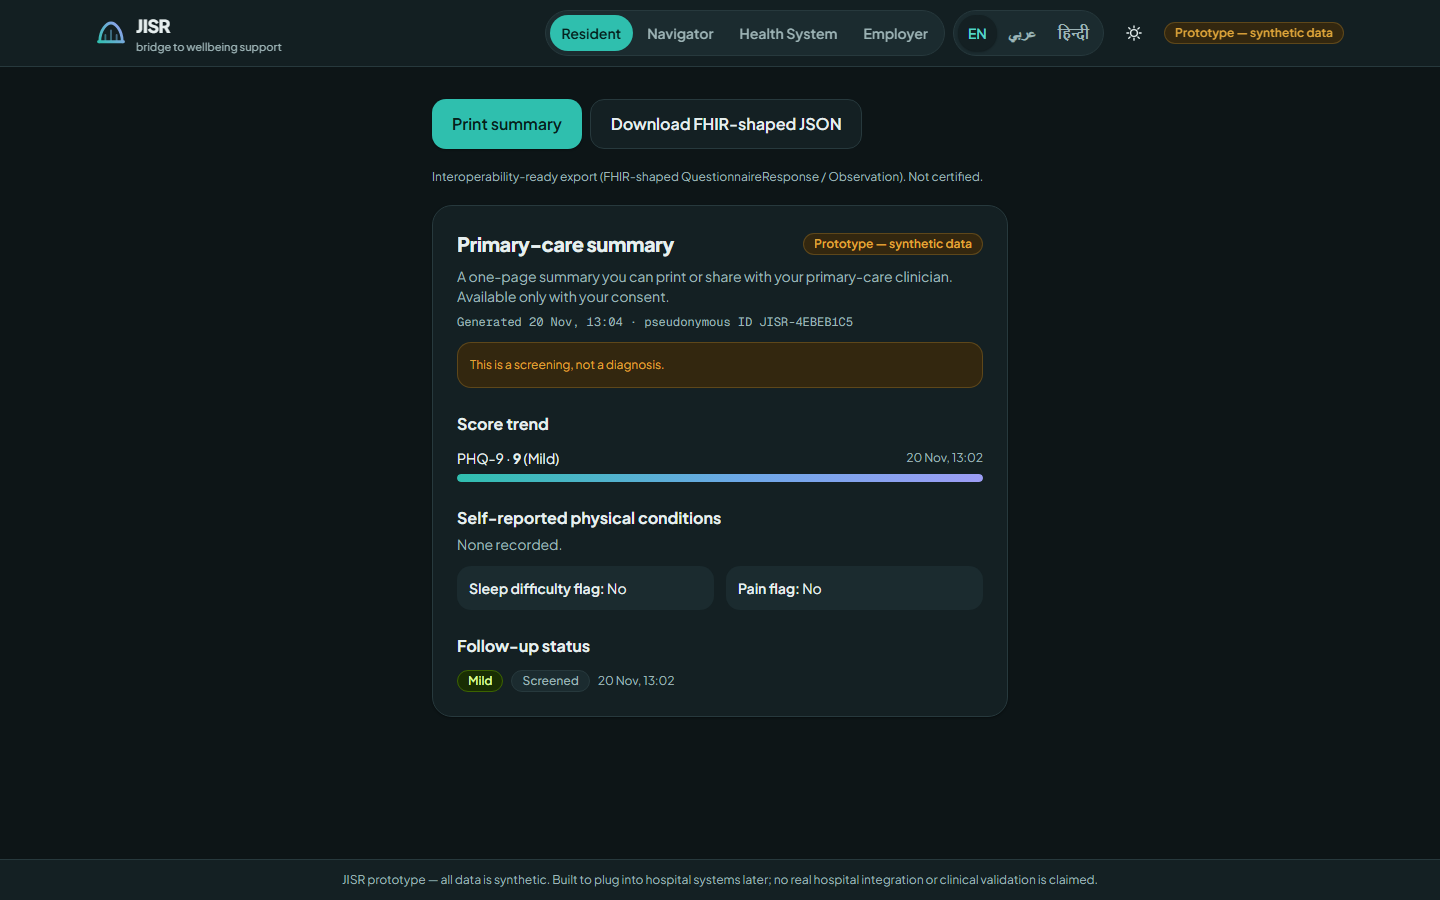 JISR
bridge to wellbeing support
Resident
Navigator
Health System
Employer
EN
عربي
हिन्दी
Prototype — synthetic data
Print summary
Download FHIR-shaped JSON
Interoperability-ready export (FHIR-shaped QuestionnaireResponse / Observation). Not certified.
Primary-care summary
Prototype — synthetic data
A one-page summary you can print or share with your primary-care clinician.
Available only with your consent.
Generated 20 Nov, 13:04 · pseudonymous ID JISR-4EBEB1C5
This is a screening, not a diagnosis.
Score trend
PHQ-9 · 9 (Mild)
20 Nov, 13:02
Self-reported physical conditions
None recorded.
Sleep difficulty flag: No
Pain flag: No
Follow-up status
Mild
Screened
20 Nov, 13:02
JISR prototype — all data is synthetic. Built to plug into hospital systems later; no real hospital integration or clinical validation is claimed.